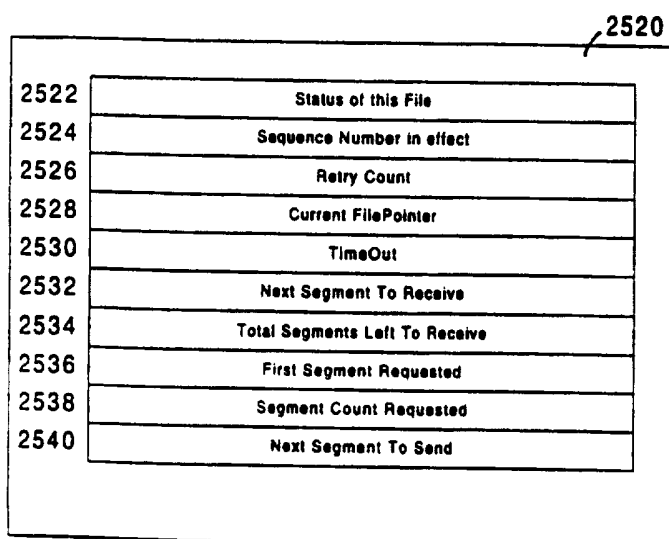 2520
2522 Status of this File
2524 Sequence Number in effect
2526 Retry Count
2528 Current FilePointer
2530 TimeOut
2532 Next Segment To Receive
2534 Total Segments Left To Receive
2536 First Segment Requested
2538 Segment Count Requested
2540 Next Segment To Send